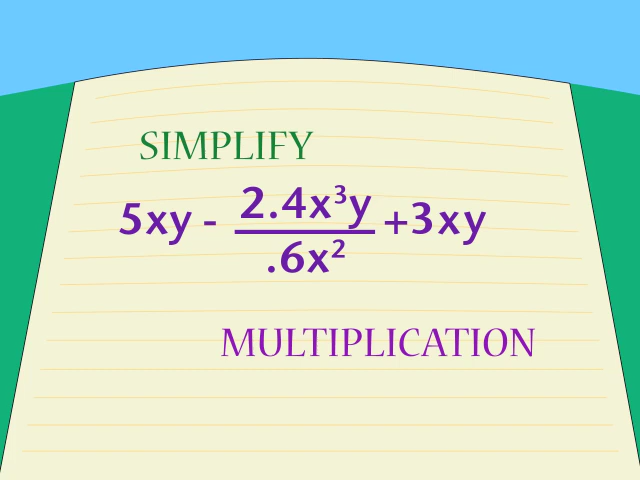 SIMPLIFY
5xy - 2.4x³y / .6x² +3xy
MULTIPLICATION